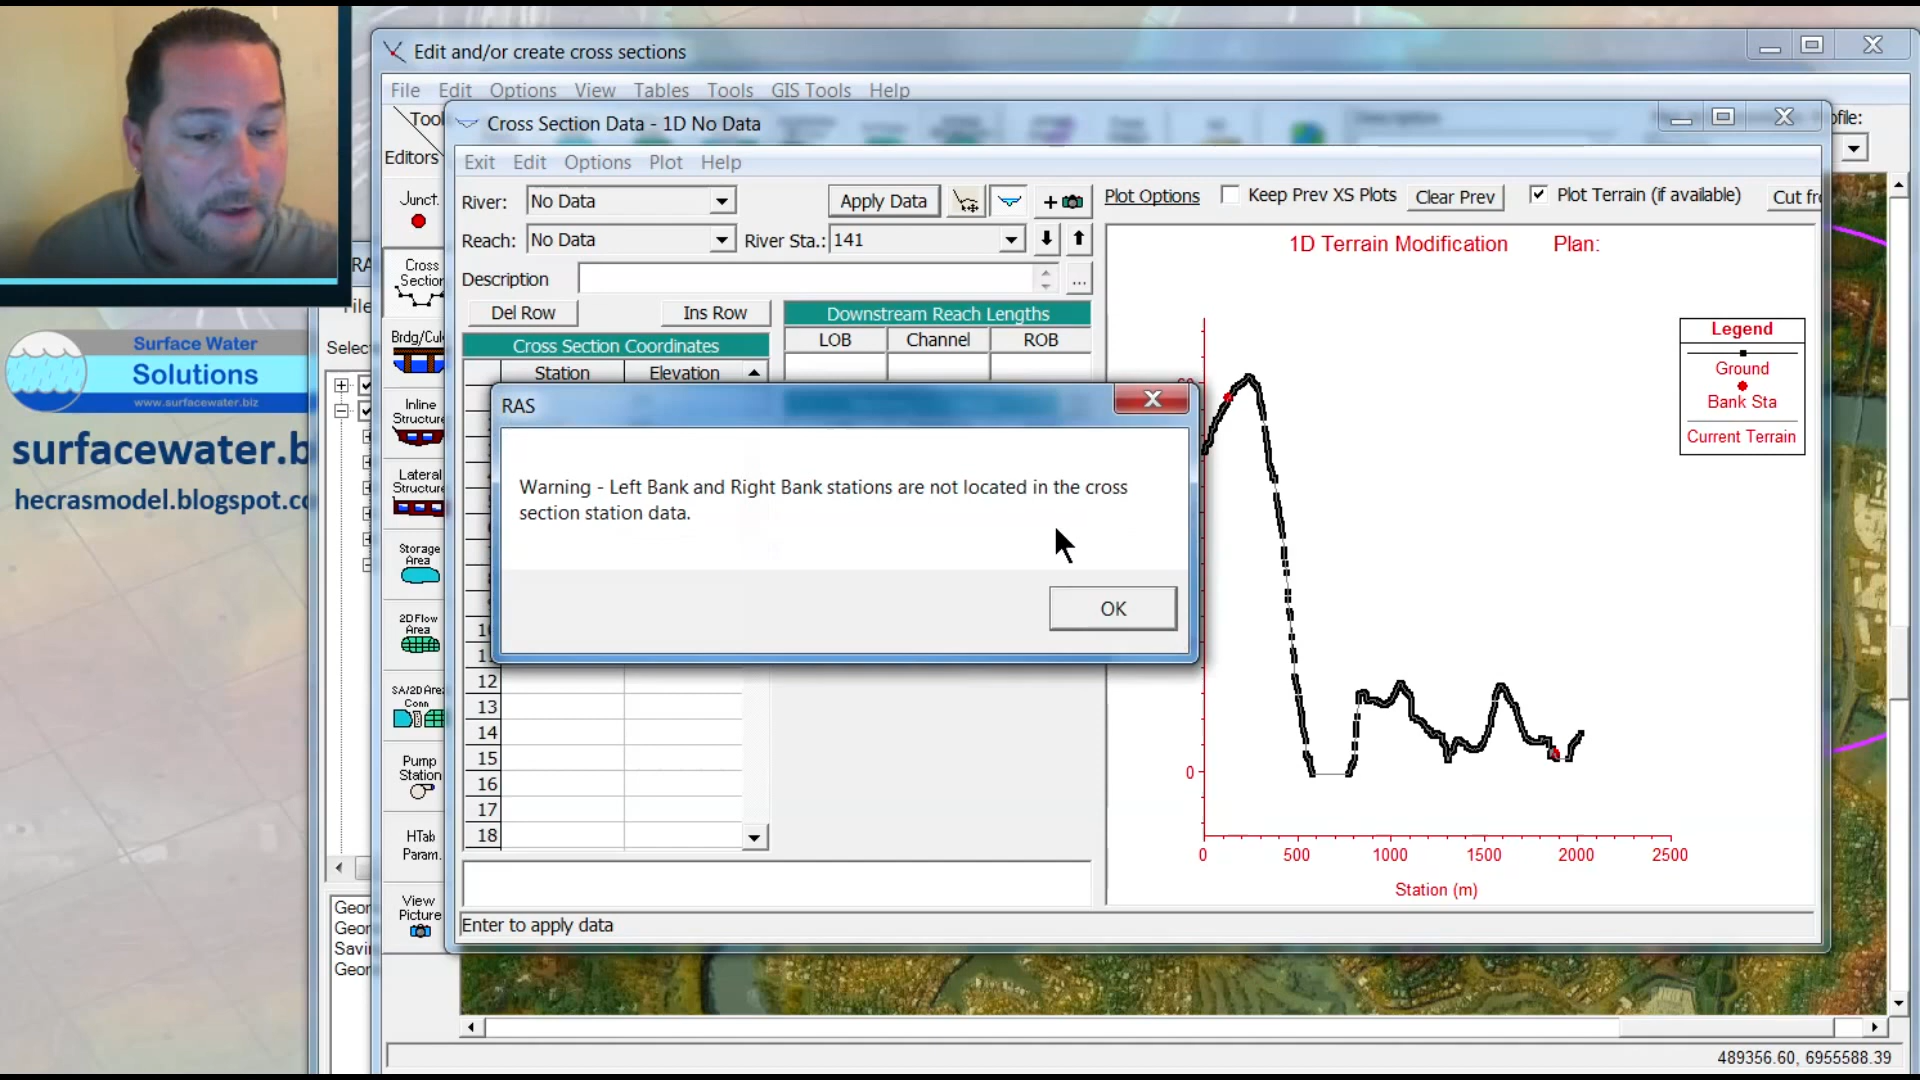 Edit and/or create cross sections
File Edit Options View Tables Tools GIS Tools Help
Editors
Junct.
Cross
Brdg/Cul
Inline
Lateral
Storage
Area
2D Flow
Area
Conn
Pump
Station
HTab
Param.
View
Picture
Cross Section Data - 1D No Data
Exit Edit Options Plot Help
River: No Data Apply Data +
Reach: No Data River Sta.: 141
Description ...
Del Row Ins Row
Downstream Reach Lengths
Cross Section Coordinates
LOB Channel ROB
Station Elevation
12
13
14
15
16
17
18
Enter to apply data
Plot Options Keep Prev XS Plots Clear Prev Plot Terrain (if available)
1D Terrain Modification Plan:
Legend
Ground
Bank Sta
Current Terrain
0
0 500 1000 1500 2000 2500
Station (m)
RAS
Warning - Left Bank and Right Bank stations are not located in the cross
section station data.
OK
Surface Water
Solutions
www.surfacewater.biz
surfacewater.b
hecrasmodel.blogspot.co
489356.60, 6955588.39